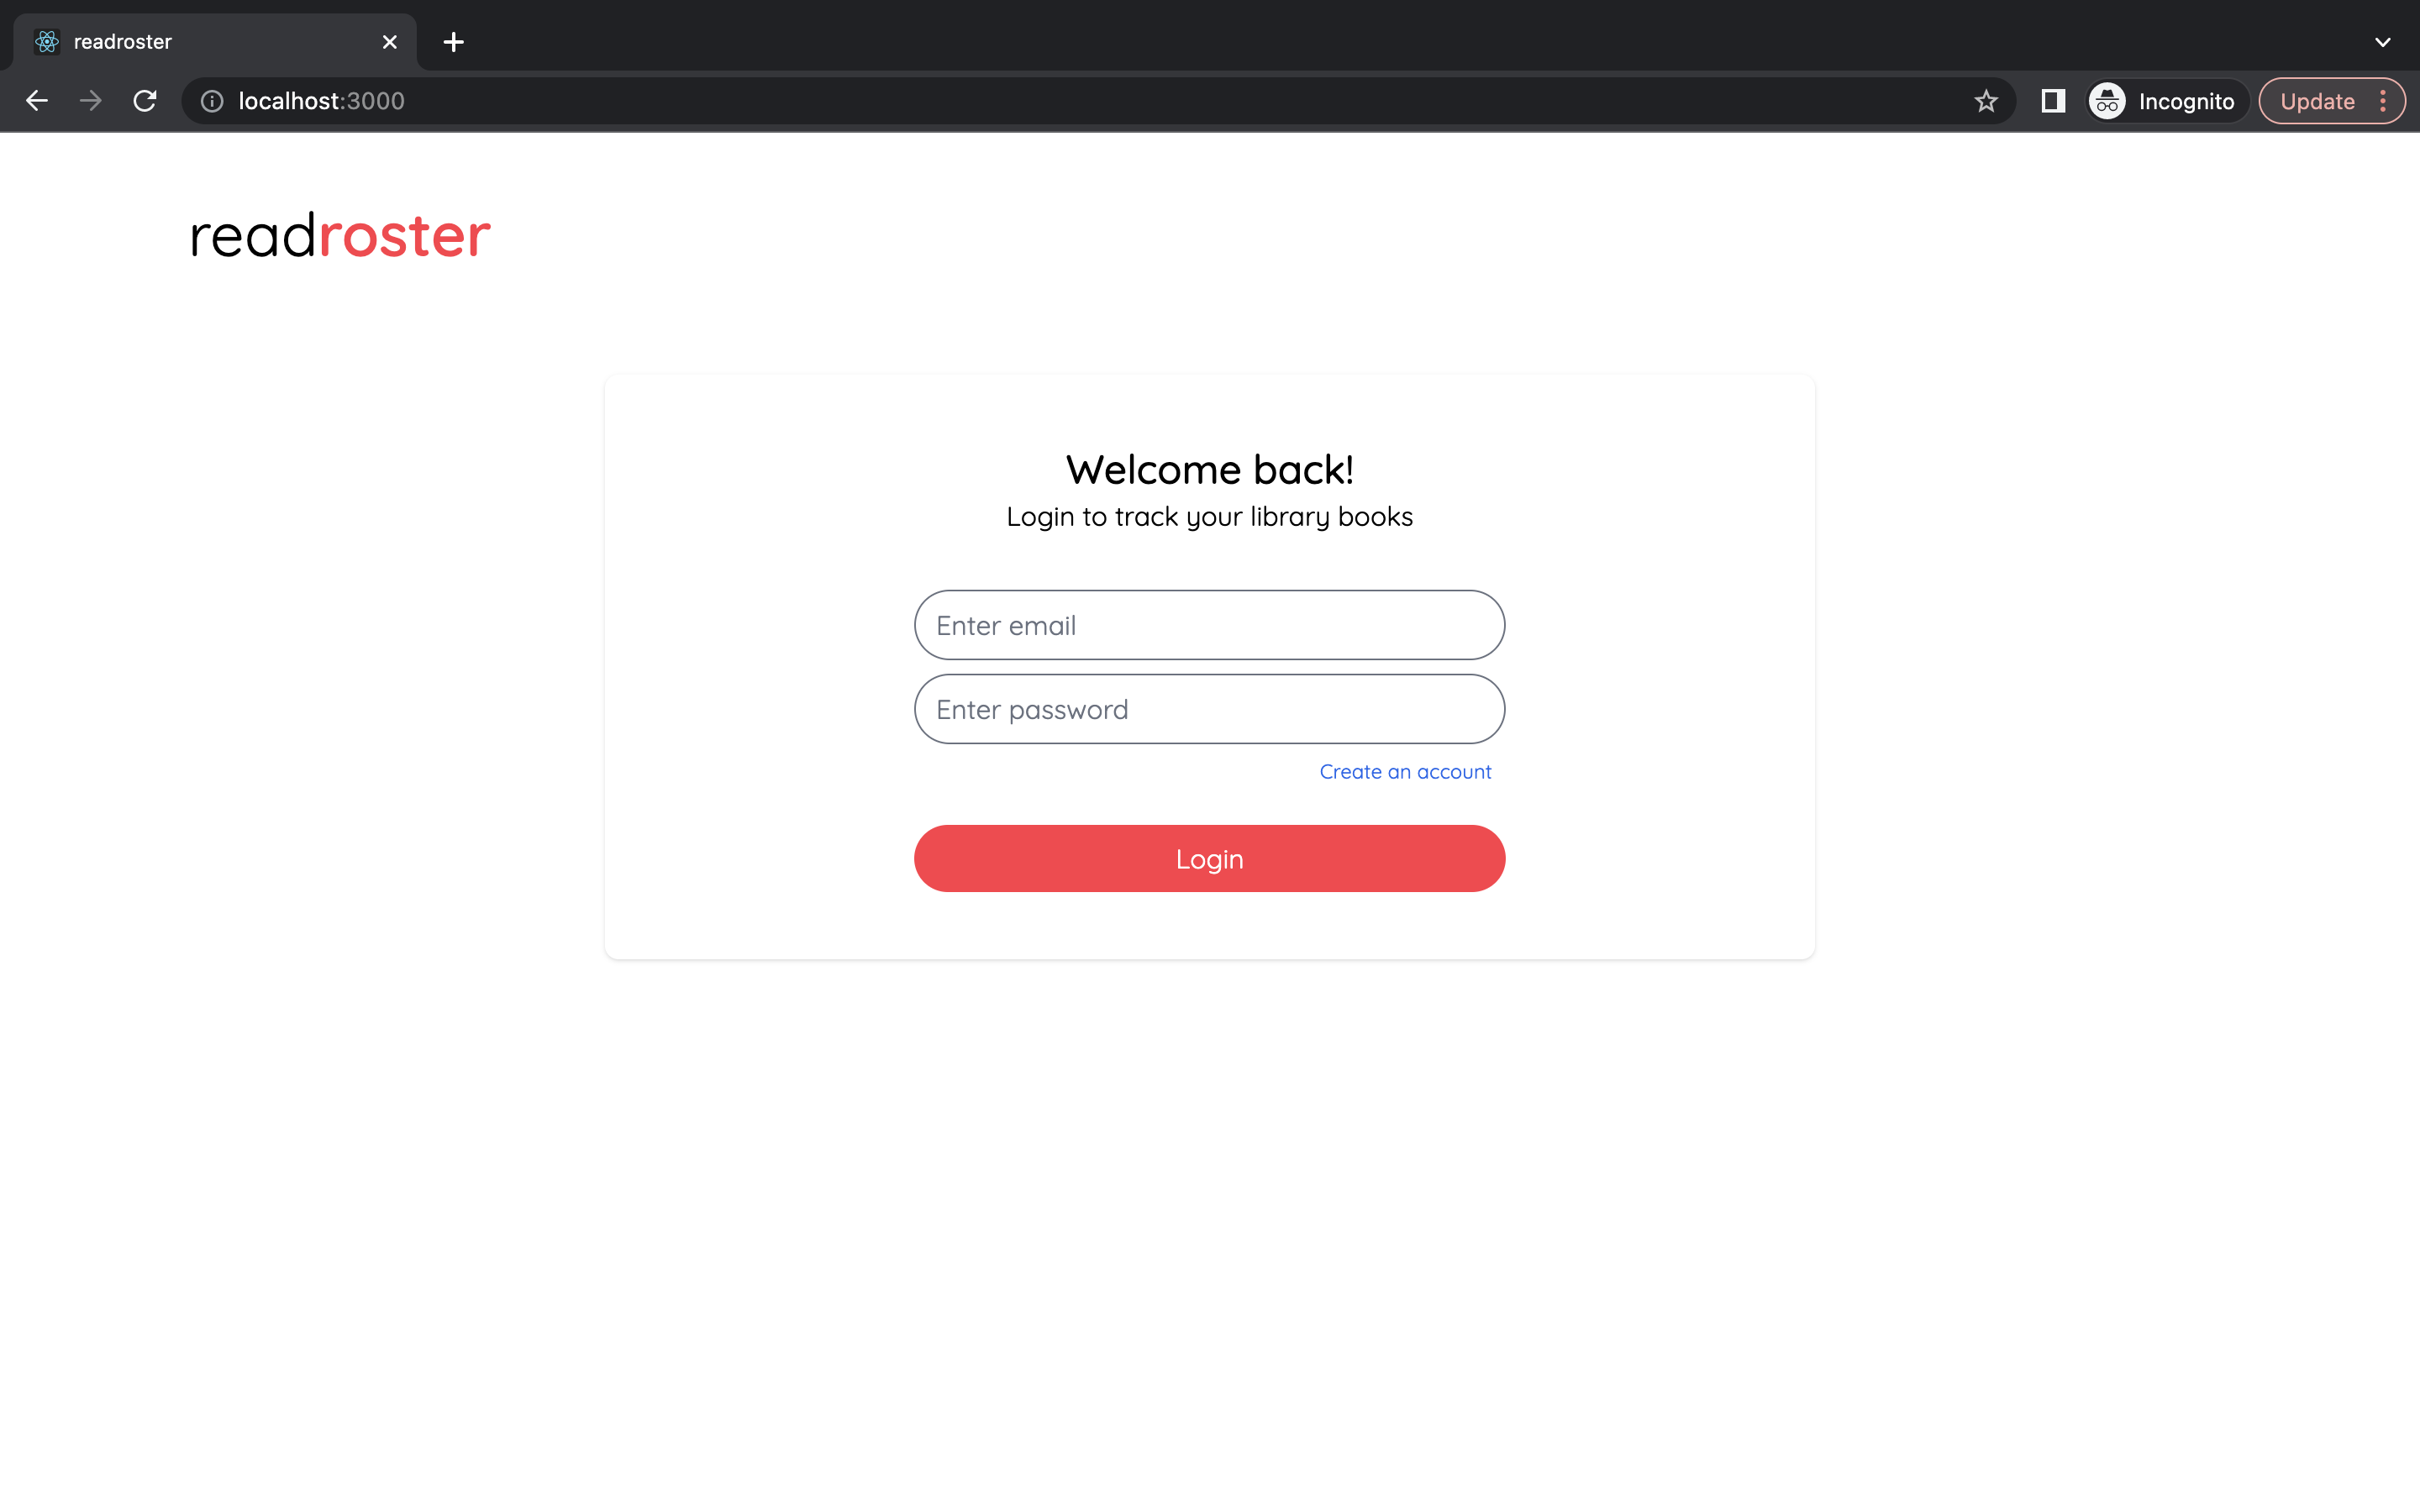 readroster
localhost:3000
Incognito
Update
readroster
Welcome back!
Login to track your library books
Enter email
Enter password
Create an account
Login